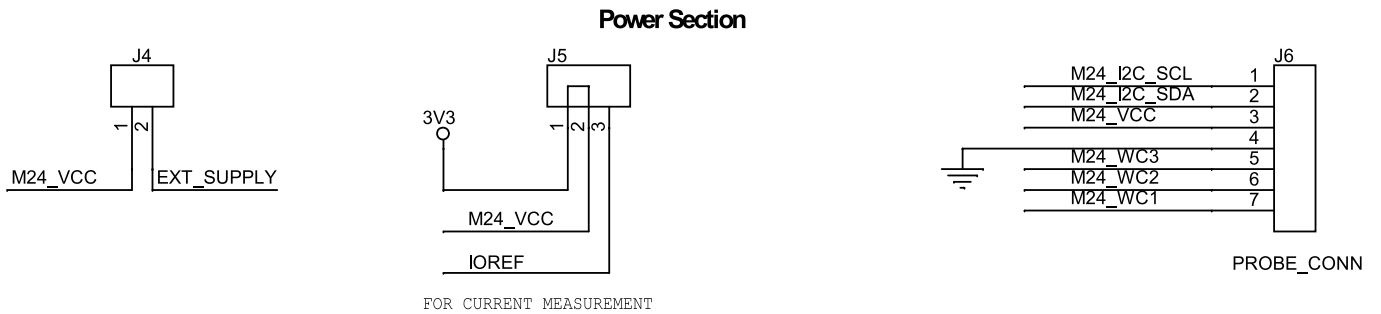 Power Section
J4
1
2
M24_VCC
EXT_SUPPLY
J5
3V3
1
2
3
M24_VCC
IOREF
FOR CURRENT MEASUREMENT
J6
M24_I2C_SCL 1
M24_I2C_SDA 2
M24_VCC 3
4
M24_WC3 5
M24_WC2 6
M24_WC1 7
PROBE_CONN